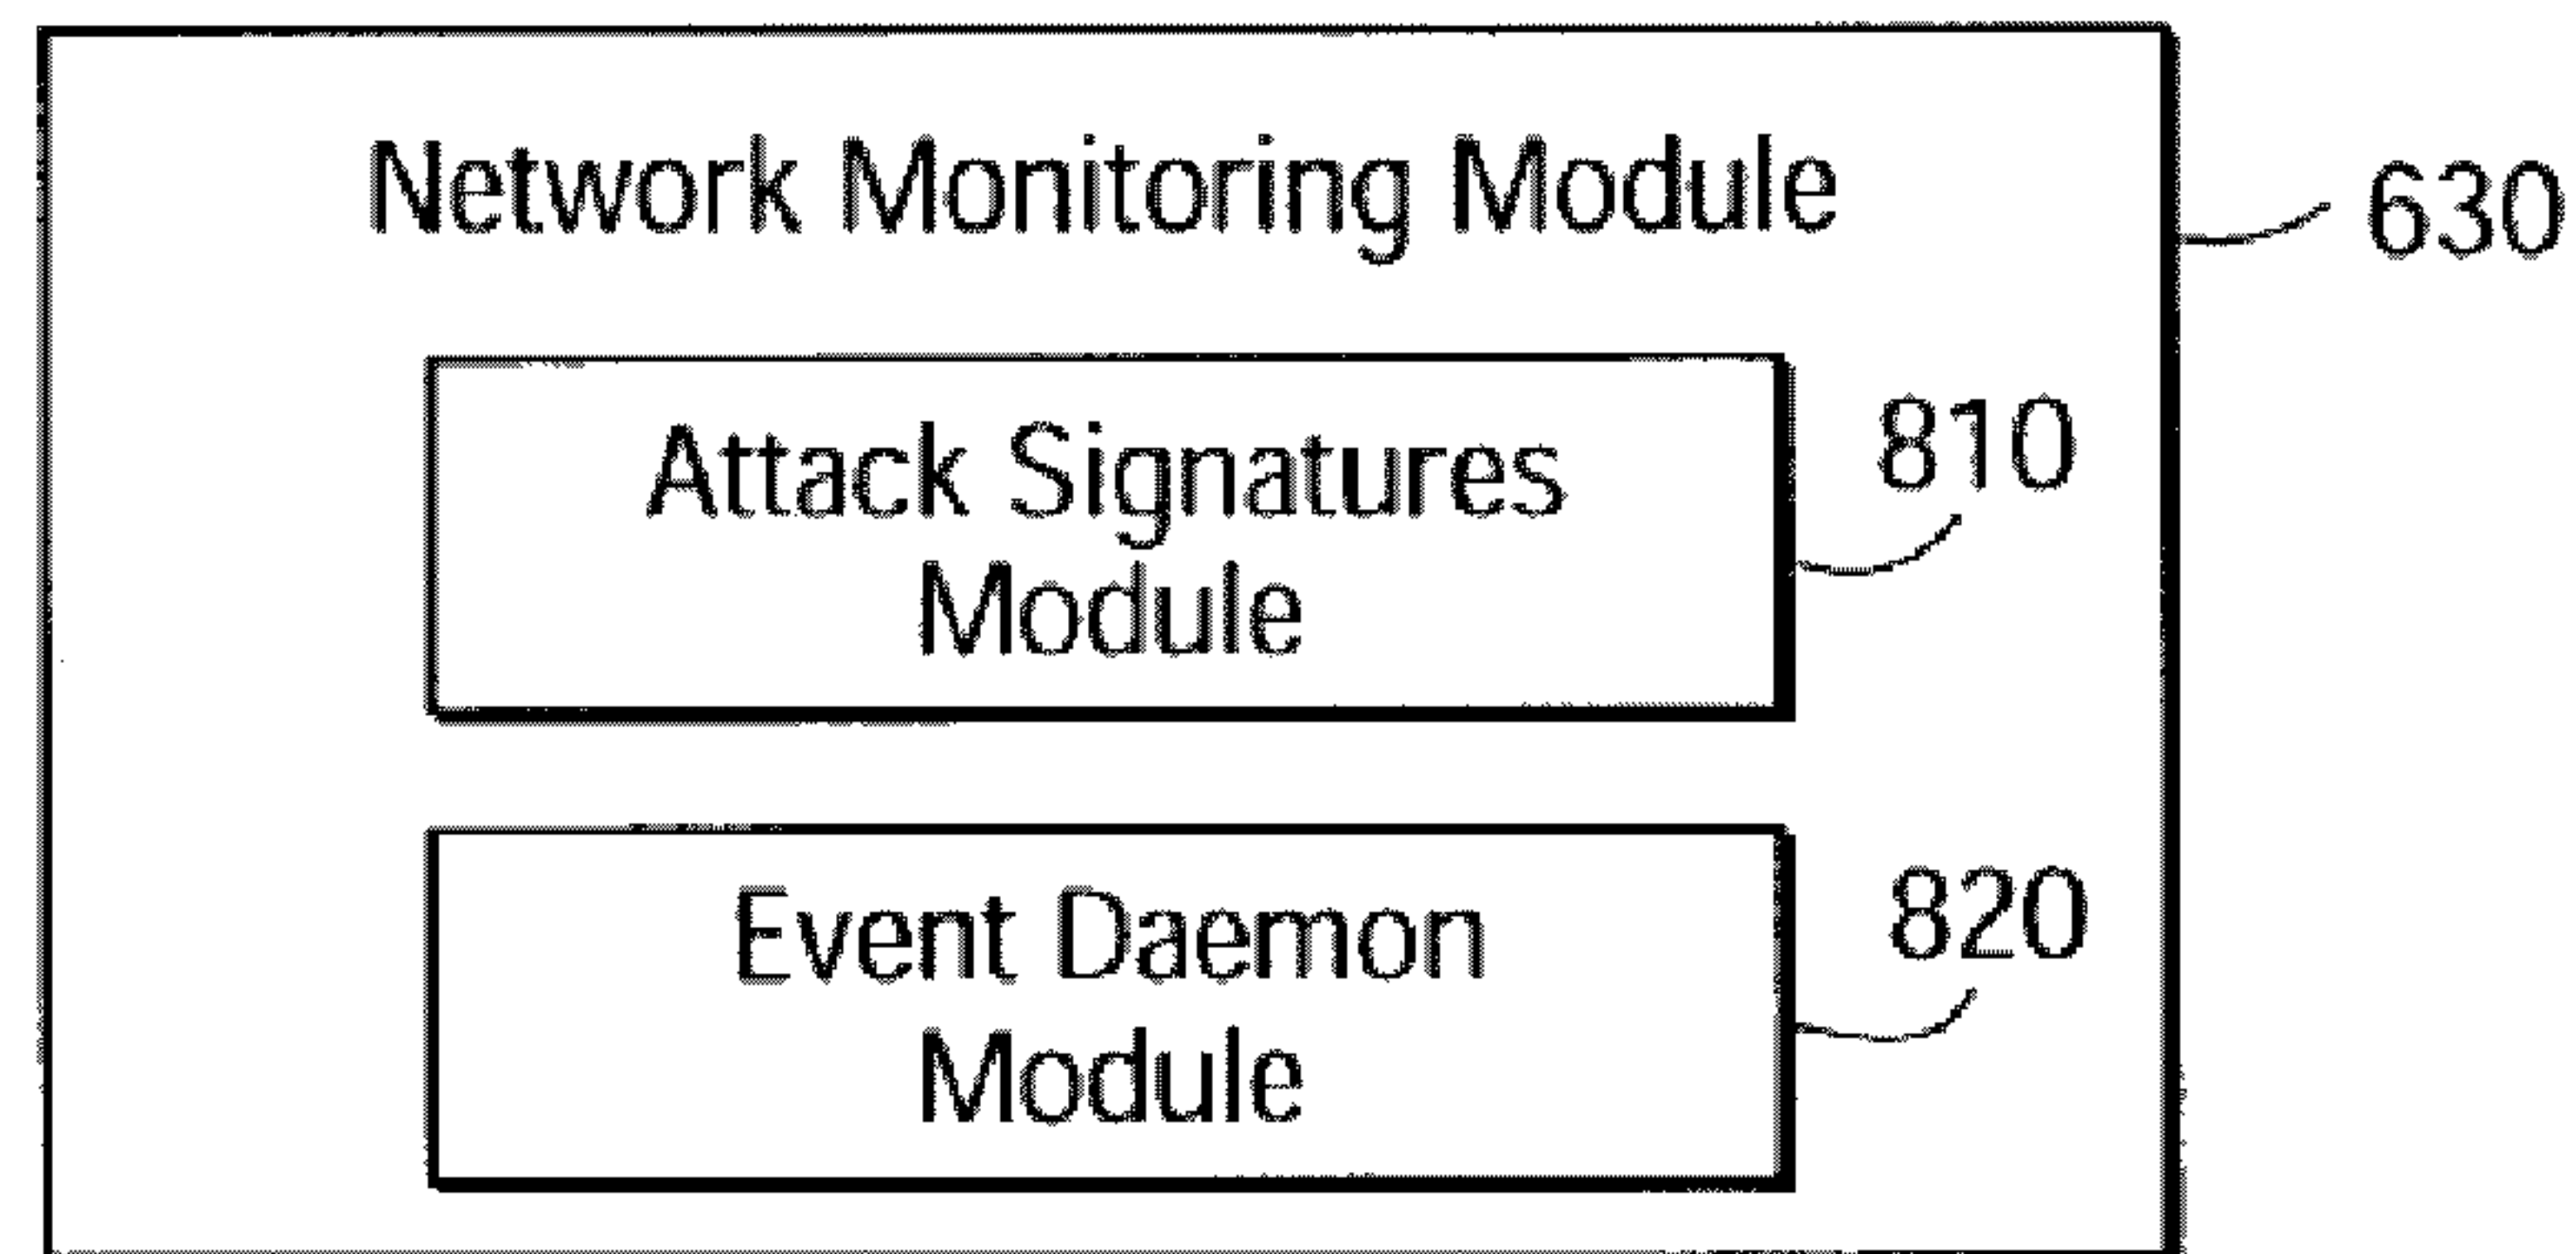 Network Monitoring Module
630
Attack Signatures
Module
810
Event Daemon
Module
820